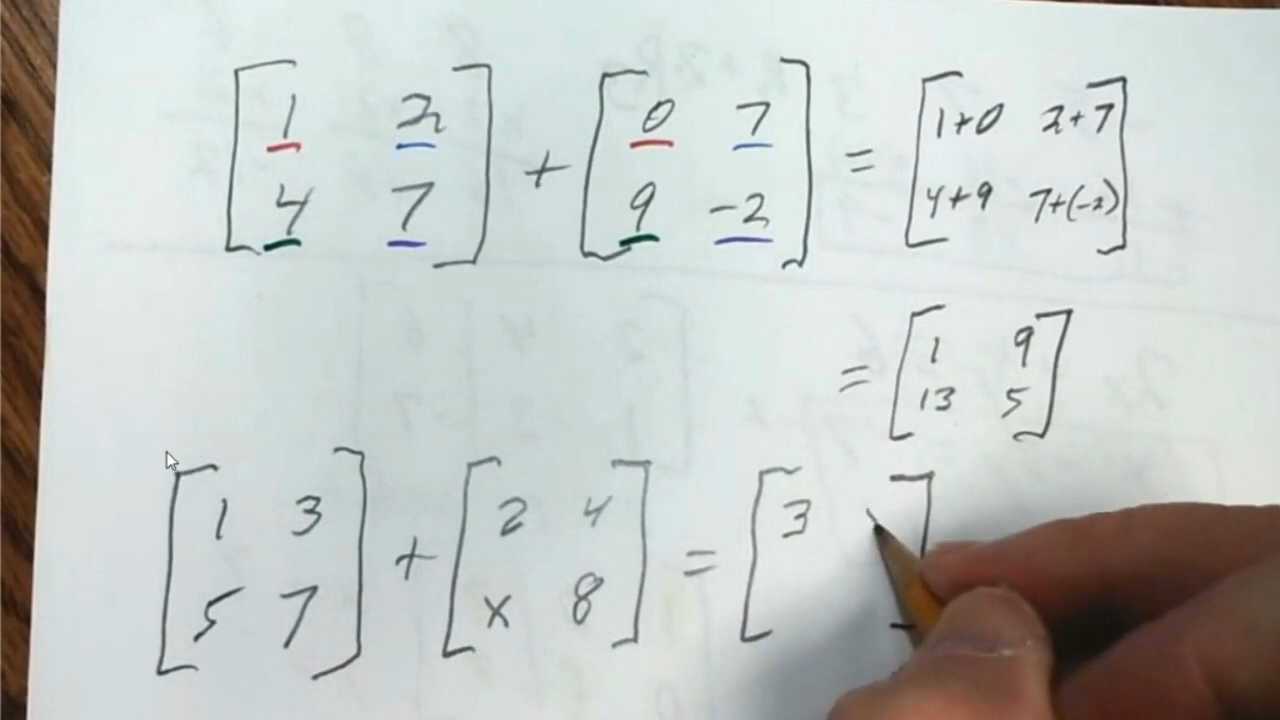 [1 2 4 7] + [0 7 9 -2] = [1+0 2+7 4+9 7+(-2)]
= [1 9 13 5]
[1 3 5 7] + [2 4 x 8] = [3 ]